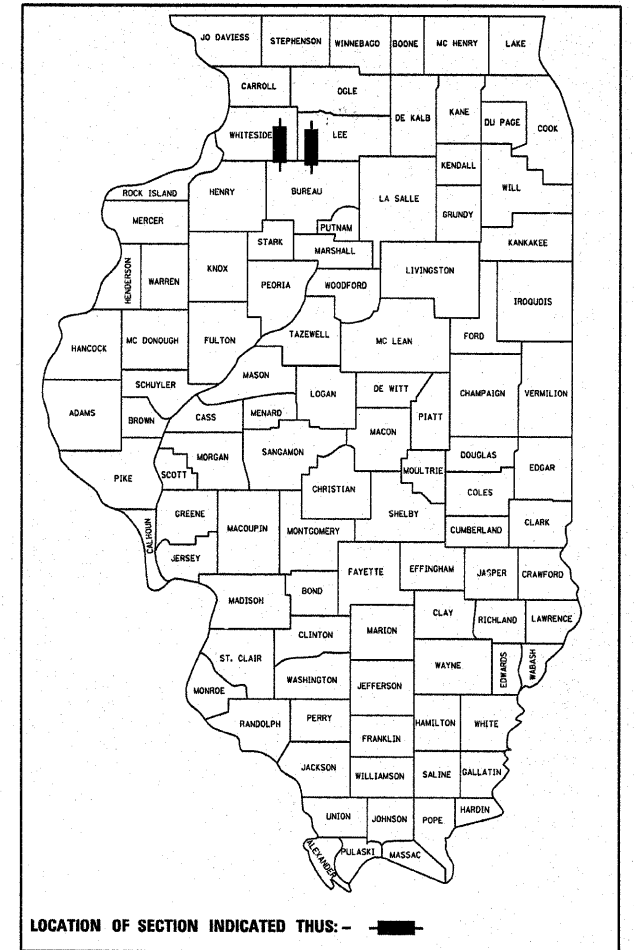 JO DAVIESS
STEPHENSON
WINNEBAGO
BOONE
MC HENRY
LAKE
CARROLL
OGLE
DE KALB
KANE
DU PAGE
COOK
WHITESIDE
LEE
KENDALL
WILL
ROCK ISLAND
HENRY
BUREAU
LA SALLE
GRUNDY
MERCER
PUTNAM
KANKAKEE
STARK
MARSHALL
HENDERSON
WARREN
KNOX
PEORIA
WOODFORD
LIVINGSTON
IROQUOIS
HANCOCK
MC DONOUGH
FULTON
TAZEWELL
MC LEAN
FORD
MASON
SCHUYLER
LOGAN
DE WITT
CHAMPAIGN
VERMILION
ADAMS
BROWN
CASS
MENARD
PIATT
MACON
MORGAN
SANGAMON
DOUGLAS
EDGAR
PIKE
SCOTT
MOULTRIE
CHRISTIAN
COLES
CALHOUN
GREENE
MACOUPIN
MONTGOMERY
SHELBY
CUMBERLAND
CLARK
JERSEY
FAYETTE
EFFINGHAM
JASPER
CRAWFORD
MADISON
BOND
CLAY
RICHLAND
LAWRENCE
CLINTON
MARION
ST. CLAIR
WAYNE
EDWARDS
WABASH
WASHINGTON
JEFFERSON
MONROE
RANDOLPH
PERRY
HAMILTON
WHITE
FRANKLIN
JACKSON
WILLIAMSON
SALINE
GALLATIN
UNION
JOHNSON
POPE
HARDIN
ALEXANDER
PULASKI
MASSAC
LOCATION OF SECTION INDICATED THUS: -